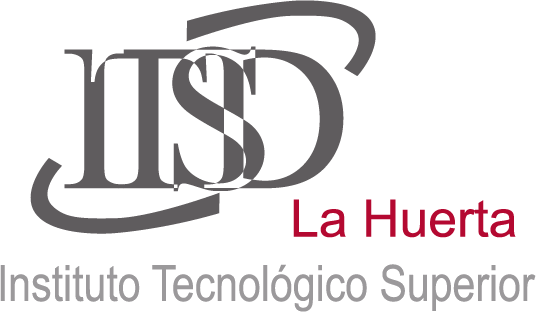 ITSD
La Huerta
Instituto Tecnológico Superior